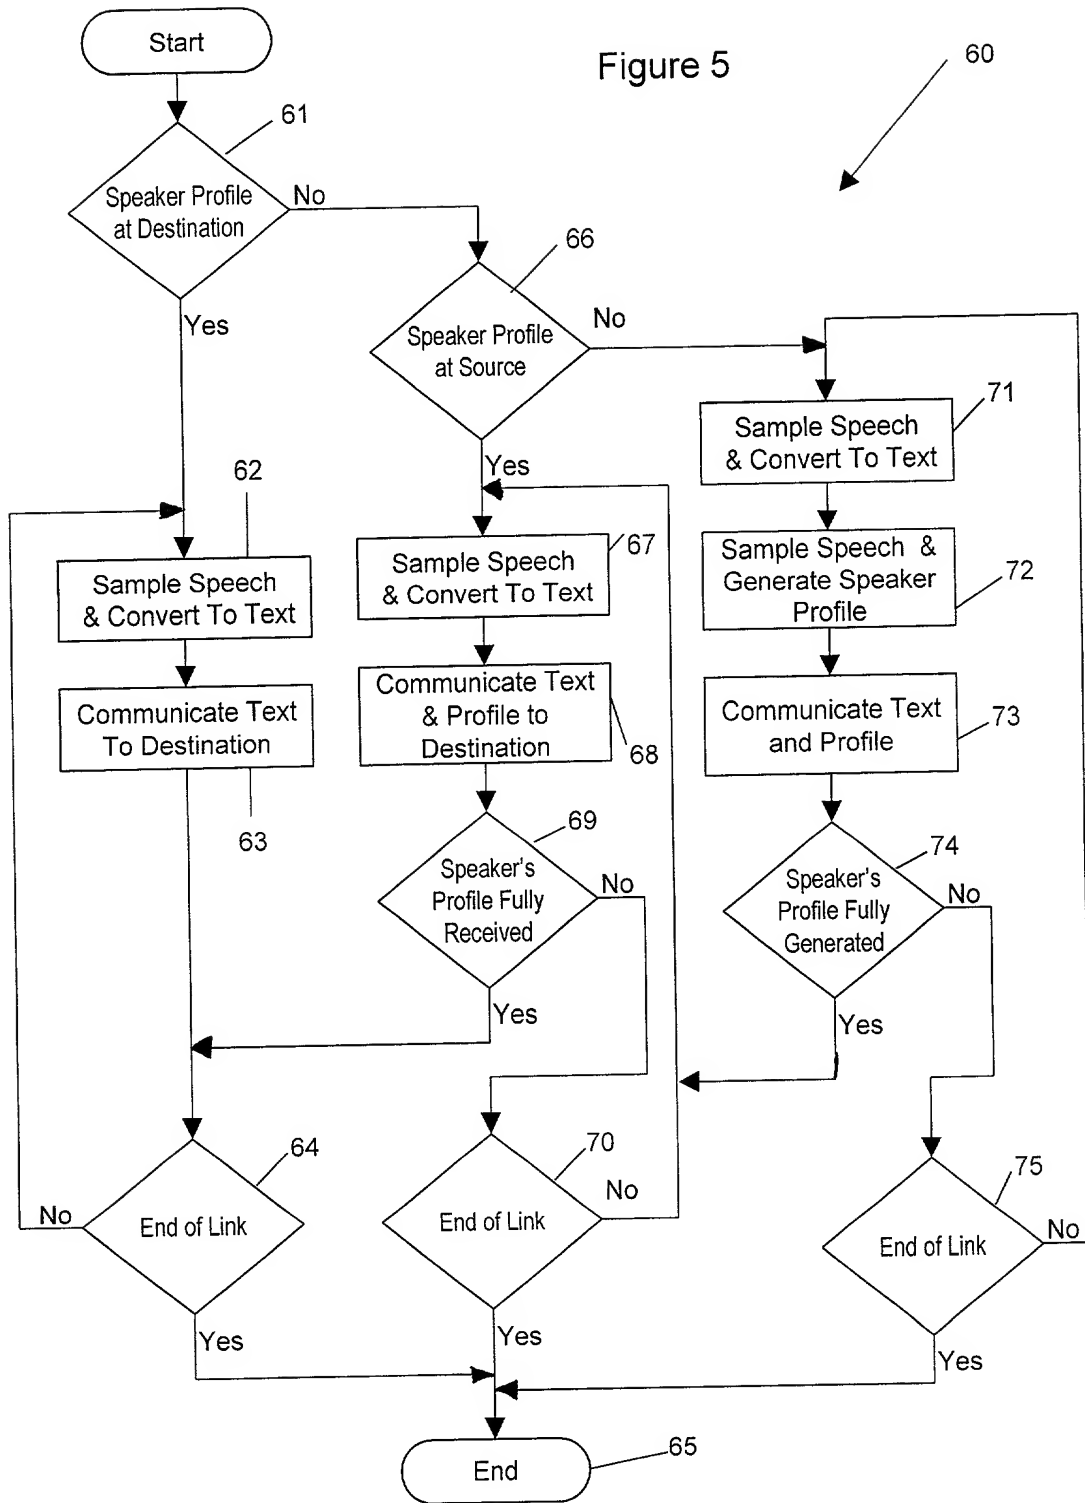 Start
Figure 5
60
61
Speaker Profile
at Destination
No
Yes
66
Speaker Profile
at Source
No
Yes
62
Sample Speech
& Convert To Text
Communicate Text
To Destination
63
67
Sample Speech
& Convert To Text
Communicate Text
& Profile to
Destination
68
69
Speaker's
Profile Fully
Received
No
Yes
71
Sample Speech
& Convert To Text
Sample Speech &
Generate Speaker
Profile
72
Communicate Text
and Profile
73
74
Speaker's
Profile Fully
Generated
No
Yes
64
End of Link
No
Yes
70
End of Link
No
Yes
75
End of Link
No
Yes
End
65